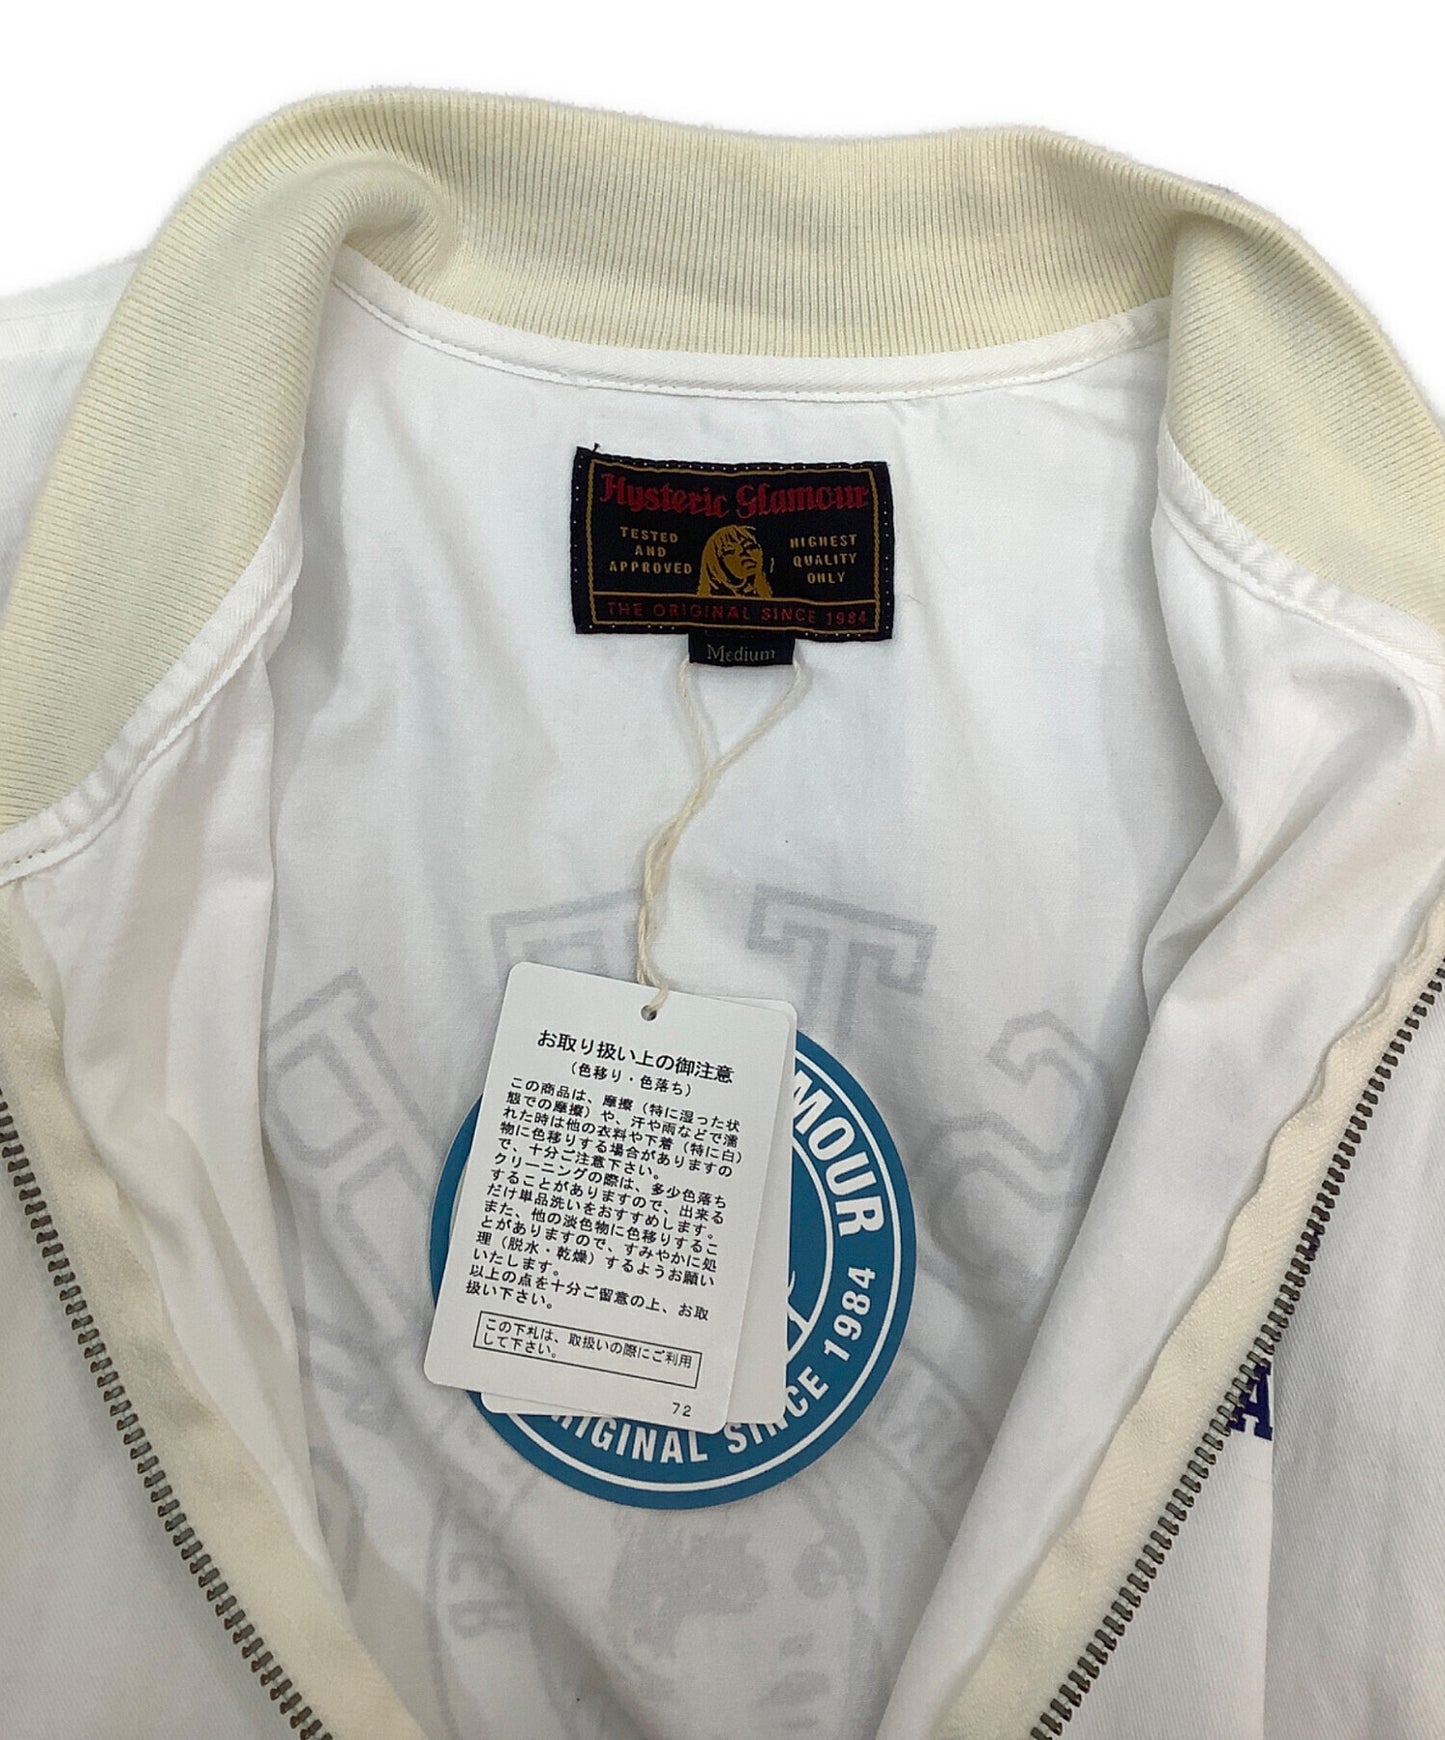 Hysteric Glamour
TESTED
AND
APPROVED
HIGHEST
QUALITY
ONLY
THE ORIGINAL SINCE 1984
Medium
お取り扱い上の御注意
(色移り・色落ち)
この商品は、摩擦(特に湿った状
態での摩擦)や、汗や雨などで濡
れた時は他の衣料や下着(特に白)
物に色移りする場合がありますの
で、十分ご注意下さい。
クリーニングの際は、多少色落ち
することがありますので、出来る
だけ単品洗いをおすすめします。
また、他の淡色物に色移りするこ
とがありますので、すみやかに処
理(脱水・乾燥)するようお願い
いたします。
以上の点を十分ご留意の上、お取
扱い下さい。
この下札は、取扱いの際にご利用
して下さい。
72
MOUR
ORIGINAL SINCE 1984
A